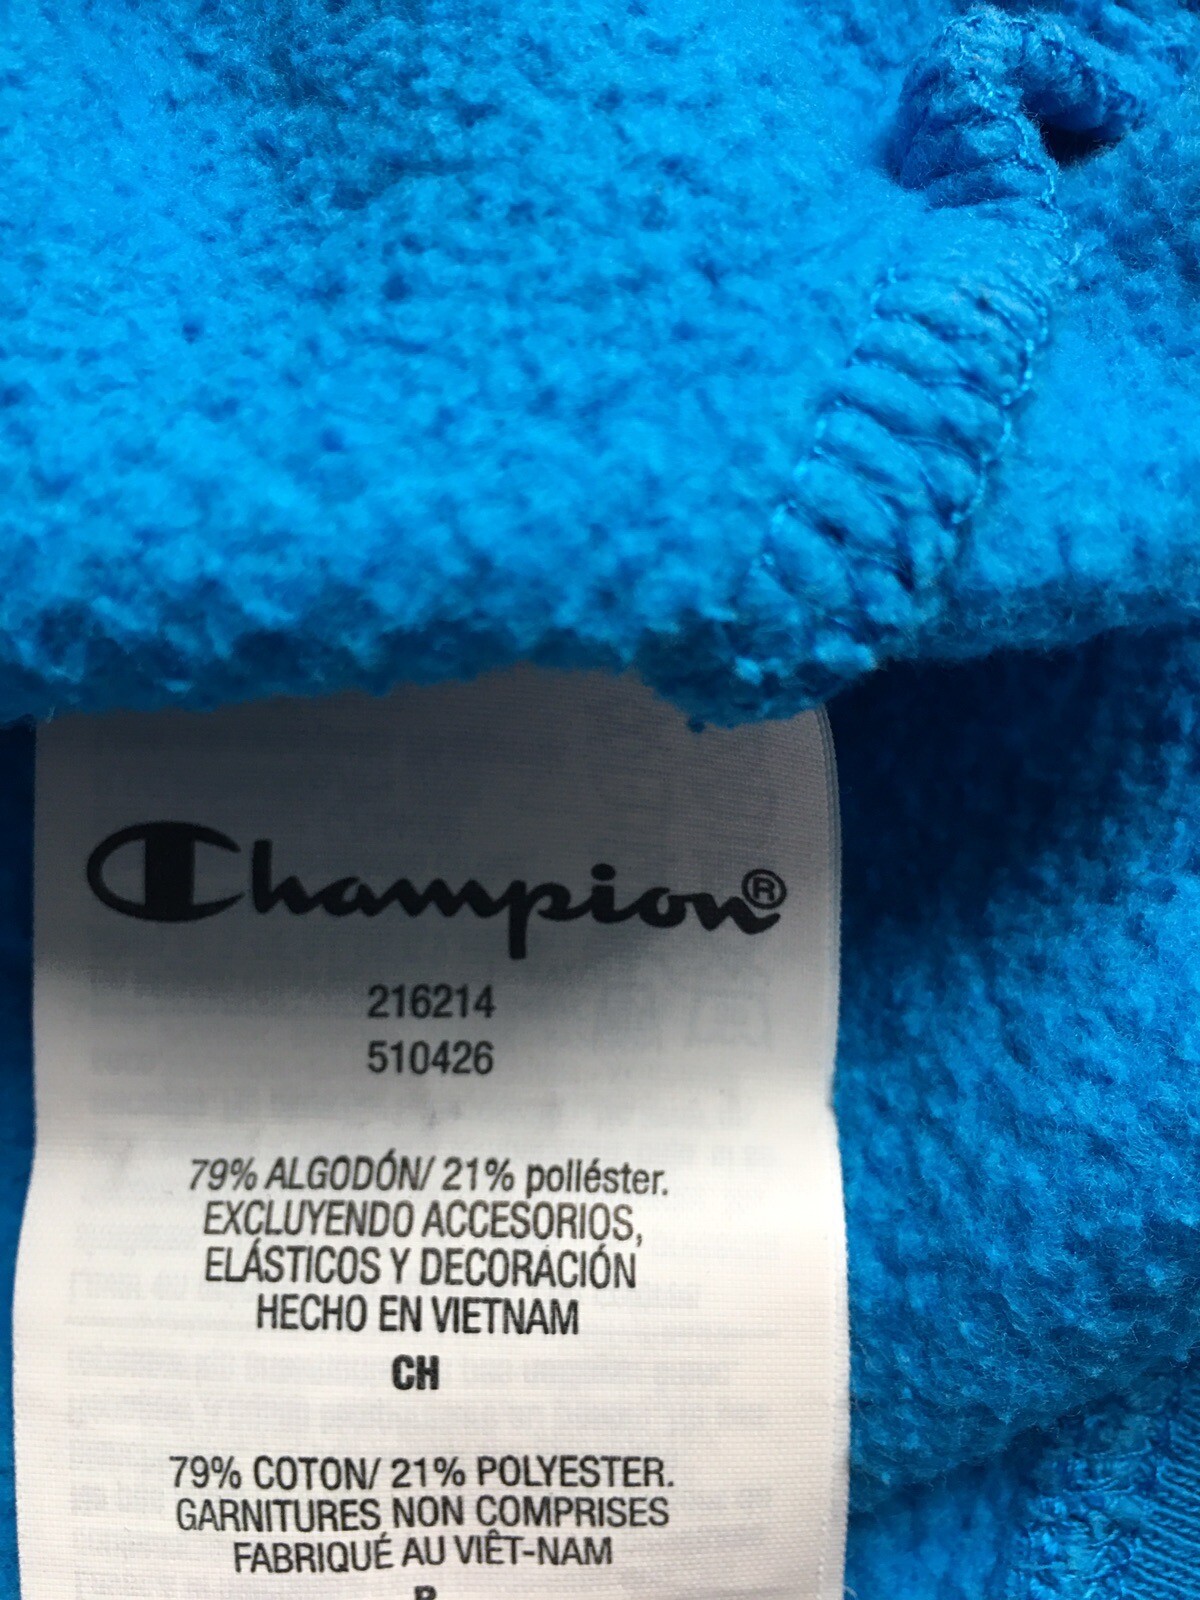 Champion®
216214
510426
79% ALGODÓN/ 21% poliéster.
EXCLUYENDO ACCESORIOS,
ELÁSTICOS Y DECORACIÓN
HECHO EN VIETNAM
CH
79% COTON/ 21% POLYESTER.
GARNITURES NON COMPRISES
FABRIQUÉ AU VIÊT-NAM